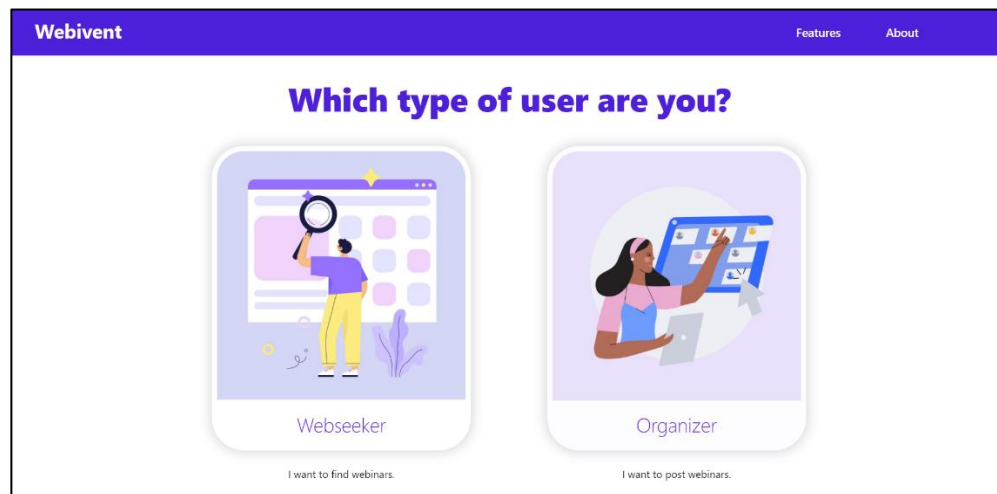 Webivent
Features
About
Which type of user are you?
Webseeker
Organizer
I want to find webinars.
I want to post webinars.